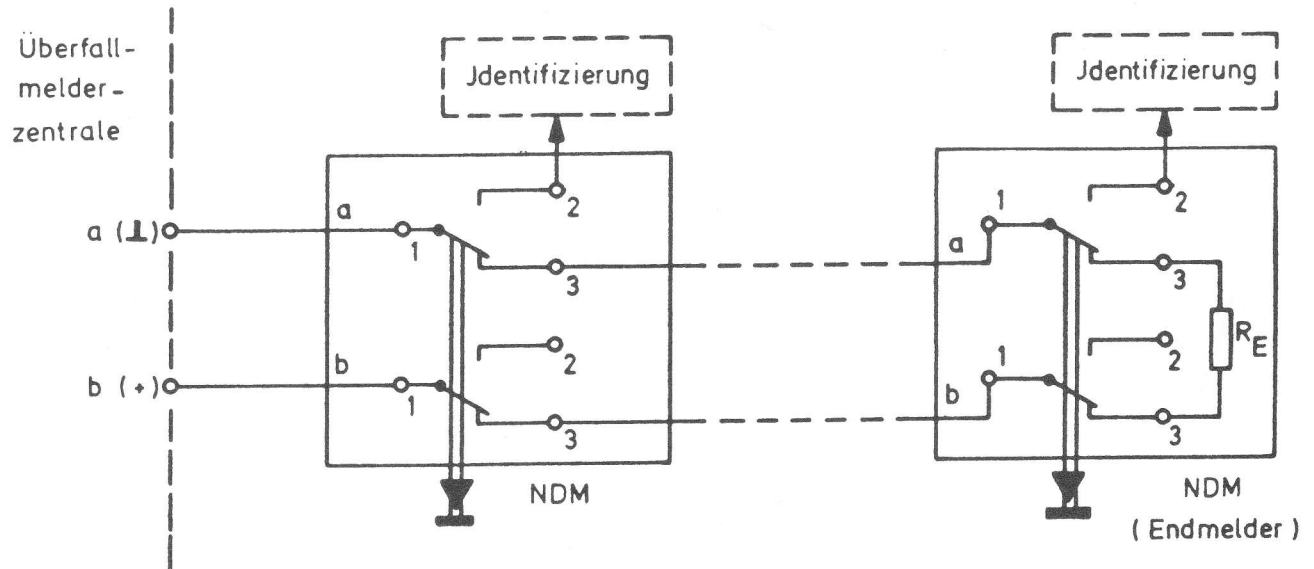 Überfall-
melder-
zentrale
a (⊥)
b (+)
Jdentifizierung
a
1
2
3
b
1
2
3
NDM
Jdentifizierung
a
1
2
3
b
1
2
3
R_E
NDM
(Endmelder)